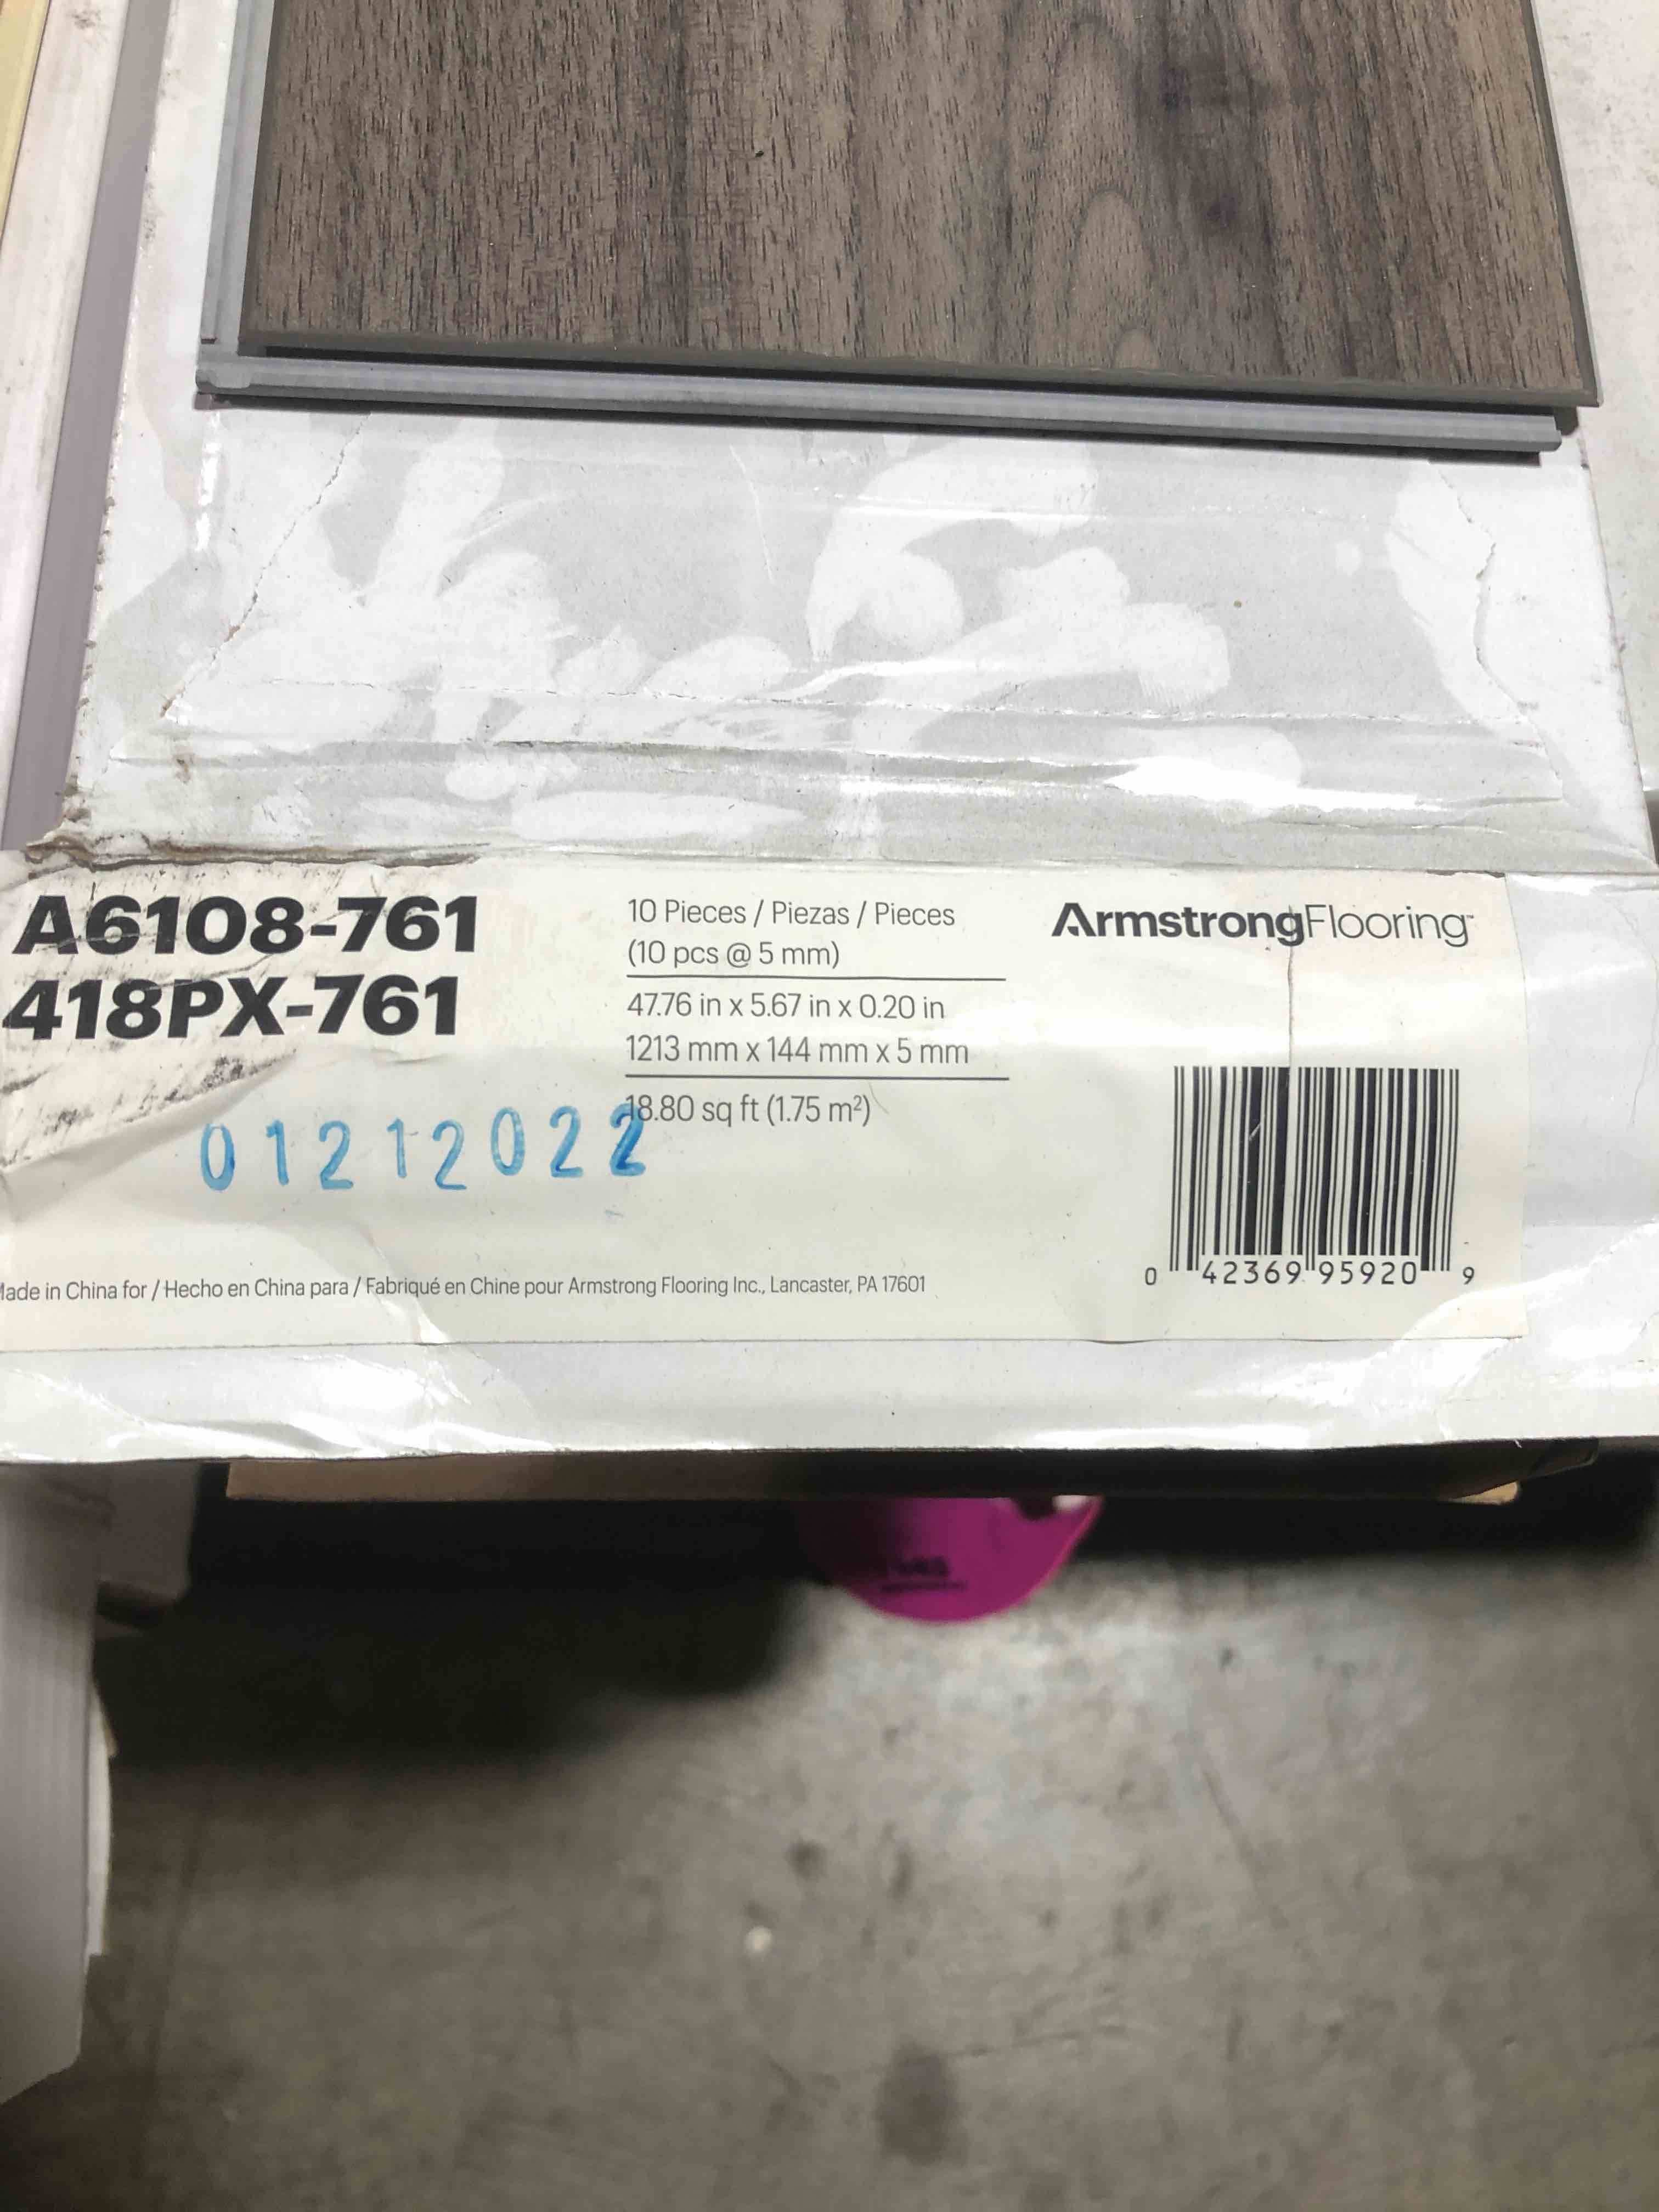 A6108-761
418PX-761
10 Pieces / Piezas / Pieces
(10 pcs @ 5 mm)
47.76 in x 5.67 in x 0.20 in
1213 mm x 144 mm x 5 mm
18.80 sq ft (1.75 m²)
ArmstrongFlooring™
01212022
0 42369 95920 9
in China for / Hecho en China para / Fabriqué en Chine pour Armstrong Flooring Inc., Lancaster, PA 17601